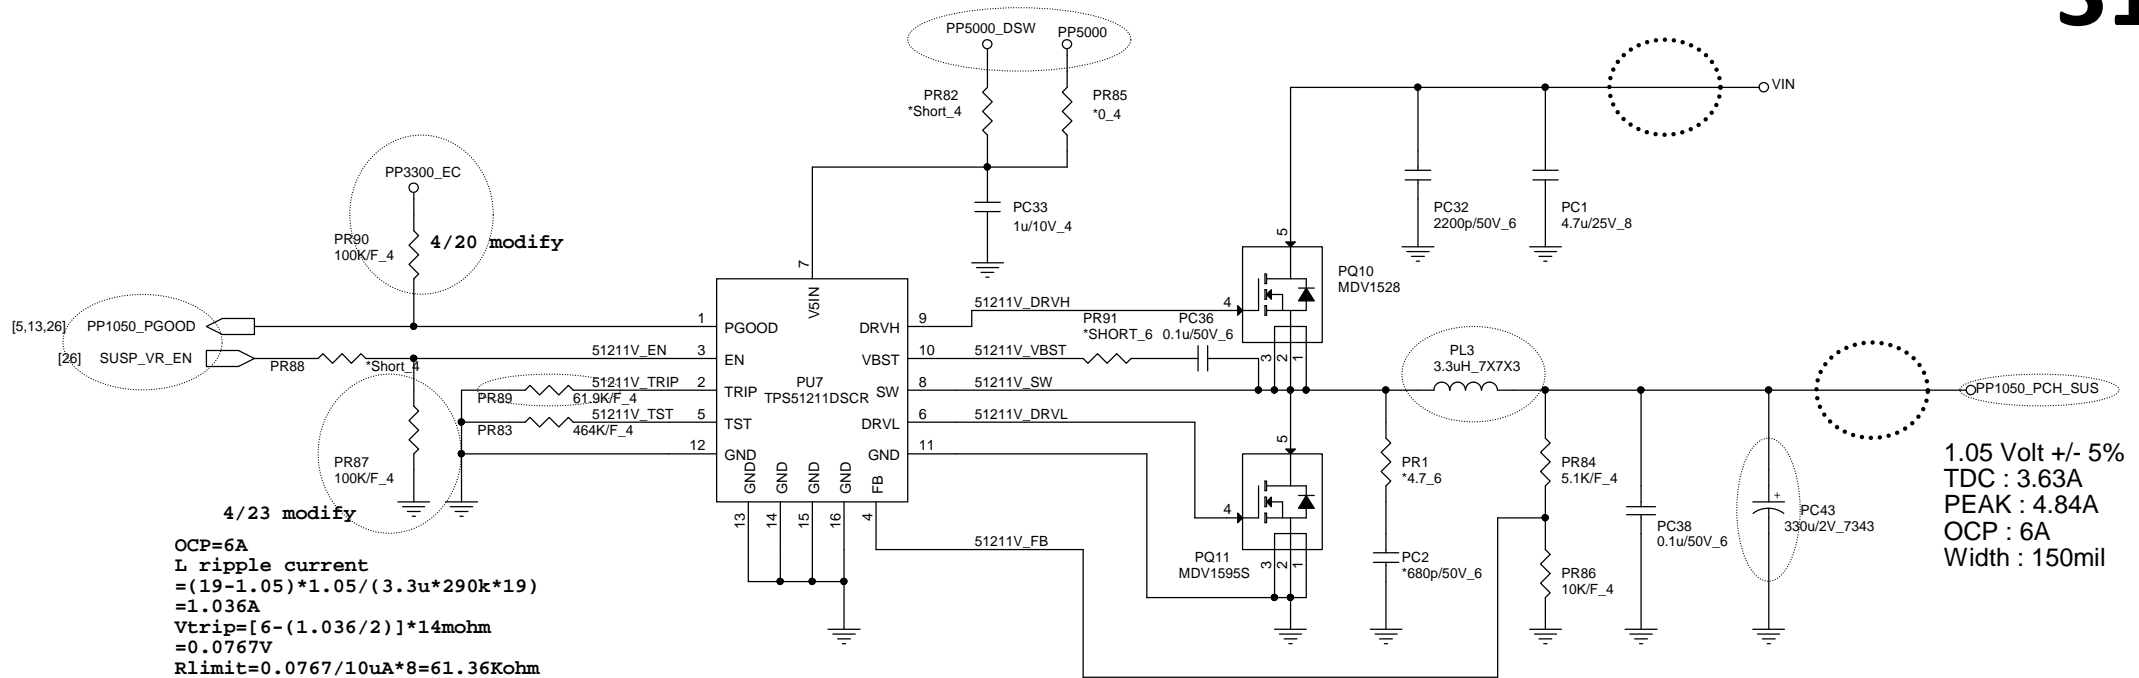 PP5000_DSW
PP5000
PR82
*Short_4
PR85
*0_4
VIN
PP3300_EC
PR90
100K/F_4
4/20 modify
PC33
1u/10V_4
PC32
2200p/50V_6
PC1
4.7u/25V_8
7
5
V5IN
PQ10
MDV1528
4
3
2
1
[5,13,26]
PP1050_PGOOD
1
PGOOD
DRVH
9
51211V_DRVH
PR91
*SHORT_6
PC36
0.1u/50V_6
[26]
SUSP_VR_EN
PR88
*Short_4
51211V_EN
3
EN
VBST
10
51211V_VBST
PR89
51211V_TRIP
61.9K/F_4
2
TRIP
PU7
TPS51211DSCR
SW
8
51211V_SW
PL3
3.3uH_7X7X3
PP1050_PCH_SUS
PR83
51211V_TST
464K/F_4
5
TST
DRVL
6
51211V_DRVL
12
GND
GND
11
5
PR87
100K/F_4
GND
GND
GND
GND
FB
13
14
15
16
4
4
3
2
1
PQ11
MDV1595S
51211V_FB
PR1
*4.7_6
PC2
*680p/50V_6
PR84
5.1K/F_4
PR86
10K/F_4
PC38
0.1u/50V_6
+
PC43
330u/2V_7343
1.05 Volt +/- 5%
TDC : 3.63A
PEAK : 4.84A
OCP : 6A
Width : 150mil
4/23 modify
OCP=6A
L ripple current
=(19-1.05)*1.05/(3.3u*290k*19)
=1.036A
Vtrip=[6-(1.036/2)]*14mohm
=0.0767V
Rlimit=0.0767/10uA*8=61.36Kohm